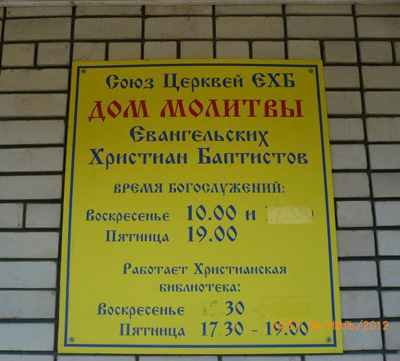 Союз Церквей ЕХБ
ДОМ МОЛИТВЫ
Евангельских
Христиан Баптистов
ВРЕМЯ БОГОСЛУЖЕНИЙ:
Воскресенье 10.00 и
Пятница 19.00
Работает Христианская
библиотека:
Воскресенье
Пятница 17.30 - 19.00